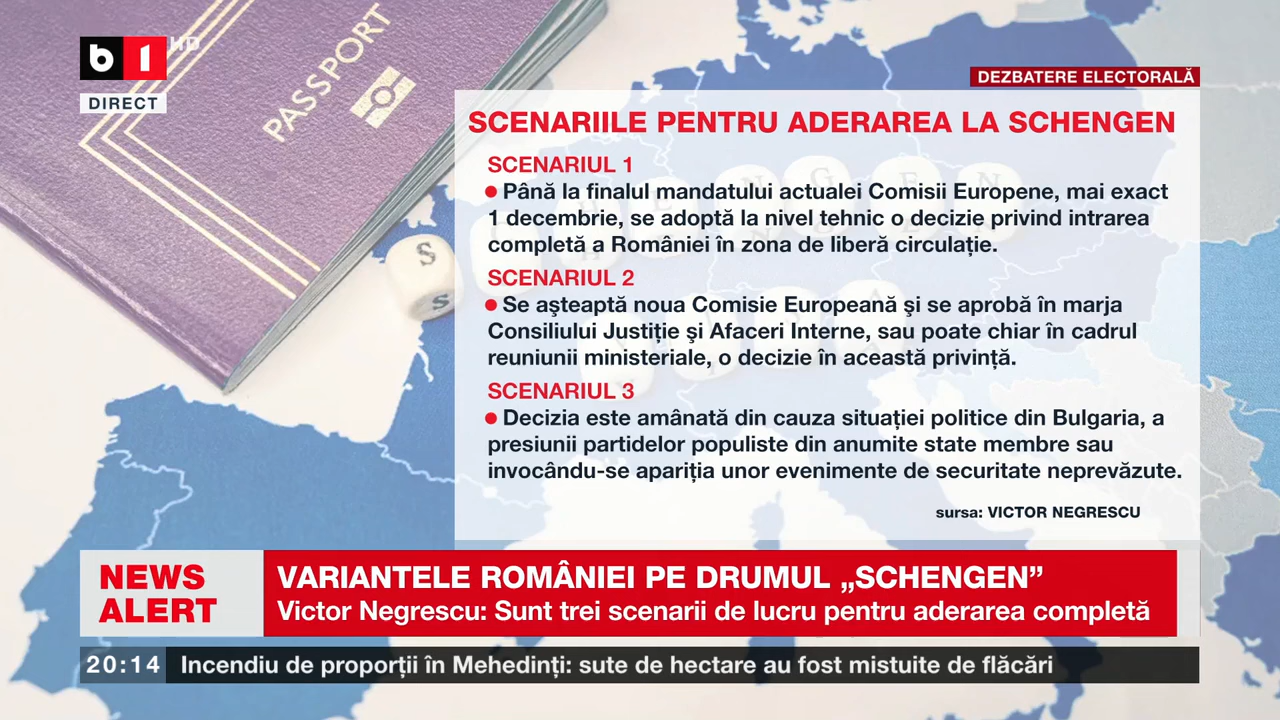 b1 HD
DIRECT
PASSPORT
DEZBATERE ELECTORALĂ
SCENARIILE PENTRU ADERAREA LA SCHENGEN
SCENARIUL 1
● Până la finalul mandatului actualei Comisii Europene, mai exact
1 decembrie, se adoptă la nivel tehnic o decizie privind intrarea
completă a României în zona de liberă circulație.
SCENARIUL 2
● Se aşteaptă noua Comisie Europeană şi se aprobă în marja
Consiliului Justiție şi Afaceri Interne, sau poate chiar în cadrul
reuniunii ministeriale, o decizie în această privință.
SCENARIUL 3
● Decizia este amânată din cauza situației politice din Bulgaria, a
presiunii partidelor populiste din anumite state membre sau
invocându-se apariția unor evenimente de securitate neprevăzute.
sursa: VICTOR NEGRESCU
S
S
NEWS
ALERT
VARIANTELE ROMÂNIEI PE DRUMUL „SCHENGEN”
Victor Negrescu: Sunt trei scenarii de lucru pentru aderarea completă
20:14 Incendiu de proporții în Mehedinți: sute de hectare au fost mistuite de flăcări